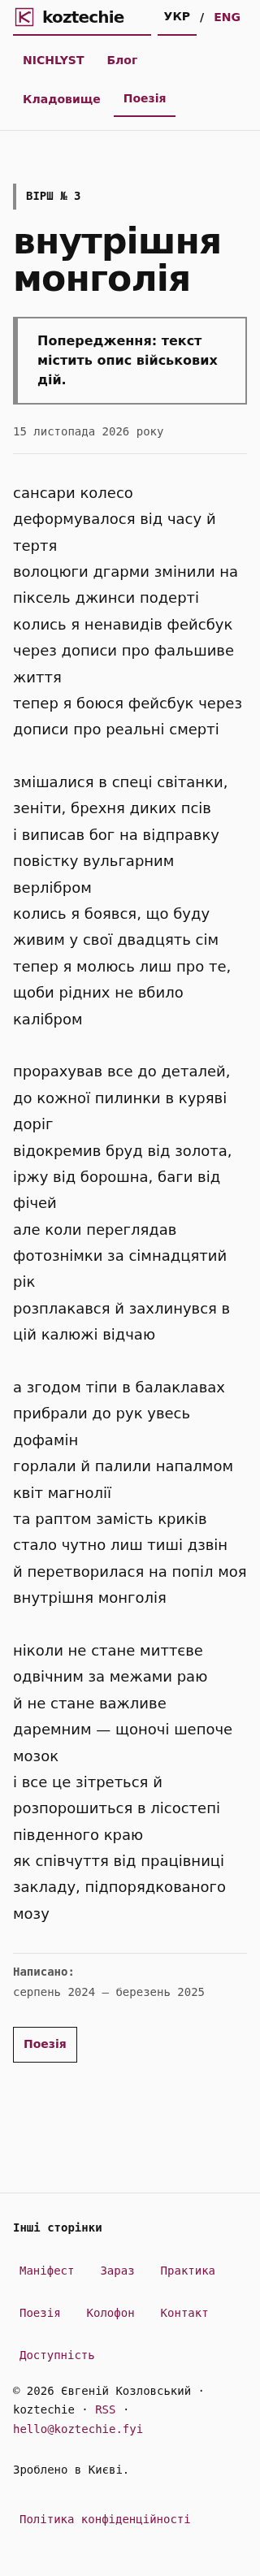 koztechie
УКР / ENG
NICHLYST Блог
Кладовище Поезія
ВІРШ № 3
внутрішня
монголія
Попередження: текст
містить опис військових
дій.
15 листопада 2026 року
сансари колесо
деформувалося від часу й
тертя
волоцюги дгарми змінили на
піксель джинси подерті
колись я ненавидів фейсбук
через дописи про фальшиве
життя
тепер я боюся фейсбук через
дописи про реальні смерті
змішалися в спеці світанки,
зеніти, брехня диких псів
і виписав бог на відправку
повістку вульгарним
верлібром
колись я боявся, що буду
живим у свої двадцять сім
тепер я молюсь лиш про те,
щоби рідних не вбило
калібром
прорахував все до деталей,
до кожної пилинки в куряві
доріг
відокремив бруд від золота,
іржу від борошна, баги від
фічей
але коли переглядав
фотознімки за сімнадцятий
рік
розплакався й захлинувся в
цій калюжі відчаю
а згодом тіпи в балаклавах
прибрали до рук увесь
дофамін
горлали й палили напалмом
квіт магнолії
та раптом замість криків
стало чутно лиш тиші дзвін
й перетворилася на попіл моя
внутрішня монголія
ніколи не стане миттєве
одвічним за межами раю
й не стане важливе
даремним — щоночі шепоче
мозок
і все це зітреться й
розпорошиться в лісостепі
південного краю
як співчуття від працівниці
закладу, підпорядкованого
мозу
Написано:
серпень 2024 — березень 2025
Поезія
Інші сторінки
Маніфест Зараз Практика
Поезія Колофон Контакт
Доступність
© 2026 Євгеній Козловський ·
koztechie · RSS ·
hello@koztechie.fyi
Зроблено в Києві.
Політика конфіденційності